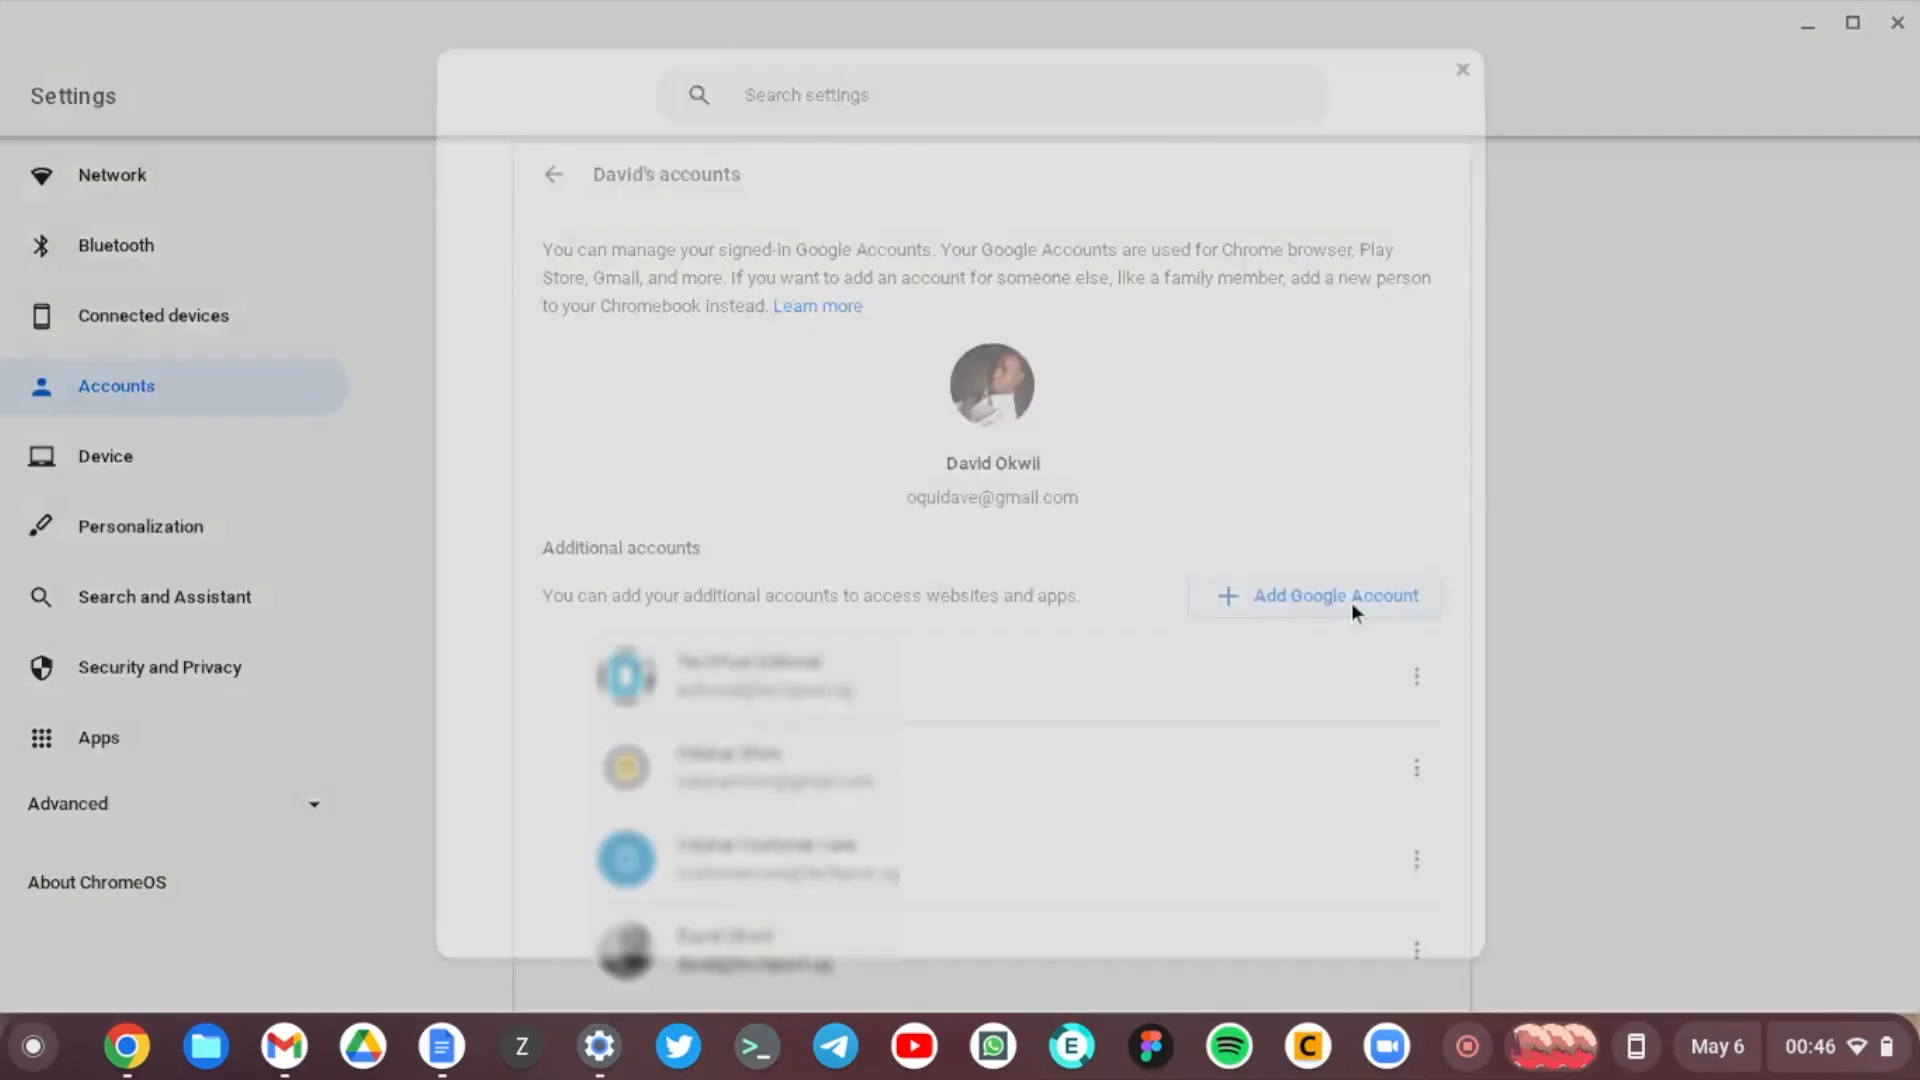 Settings
Search settings
Network
Bluetooth
Connected devices
Accounts
Device
Personalization
Search and Assistant
Security and Privacy
Apps
Advanced
About ChromeOS
David's accounts
You can manage your signed-in Google Accounts. Your Google Accounts are used for Chrome browser, Play
Store, Gmail, and more. If you want to add an account for someone else, like a family member, add a new person
to your Chromebook instead. Learn more
David Okwii
oquidave@gmail.com
Additional accounts
You can add your additional accounts to access websites and apps.
Add Google Account
Z
E
C
May 6
00:46